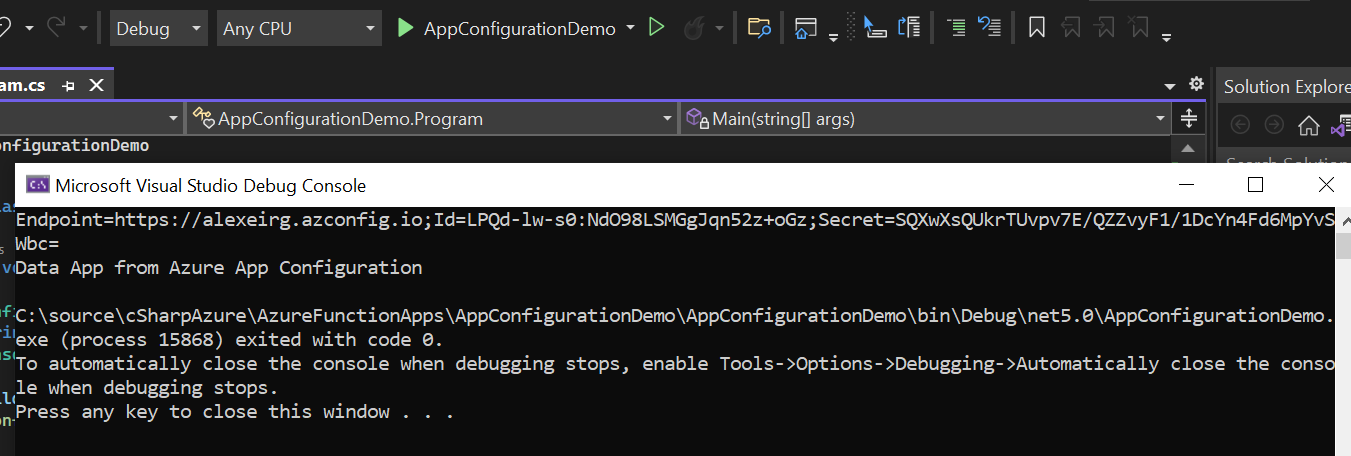 Debug Any CPU AppConfigurationDemo
am.cs
Solution Explore
AppConfigurationDemo.Program Main(string[] args)
onfigurationDemo
Microsoft Visual Studio Debug Console
Endpoint=https://alexeirg.azconfig.io;Id=LPQd-lw-s0:NdO98LSMGgJqn52z+oGz;Secret=SQXwXsQUkrTUvpv7E/QZZvyF1/1DcYn4Fd6MpYvS
Wbc=
Data App from Azure App Configuration
C:\source\cSharpAzure\AzureFunctionApps\AppConfigurationDemo\AppConfigurationDemo\bin\Debug\net5.0\AppConfigurationDemo.
exe (process 15868) exited with code 0.
To automatically close the console when debugging stops, enable Tools->Options->Debugging->Automatically close the conso
le when debugging stops.
Press any key to close this window . . .